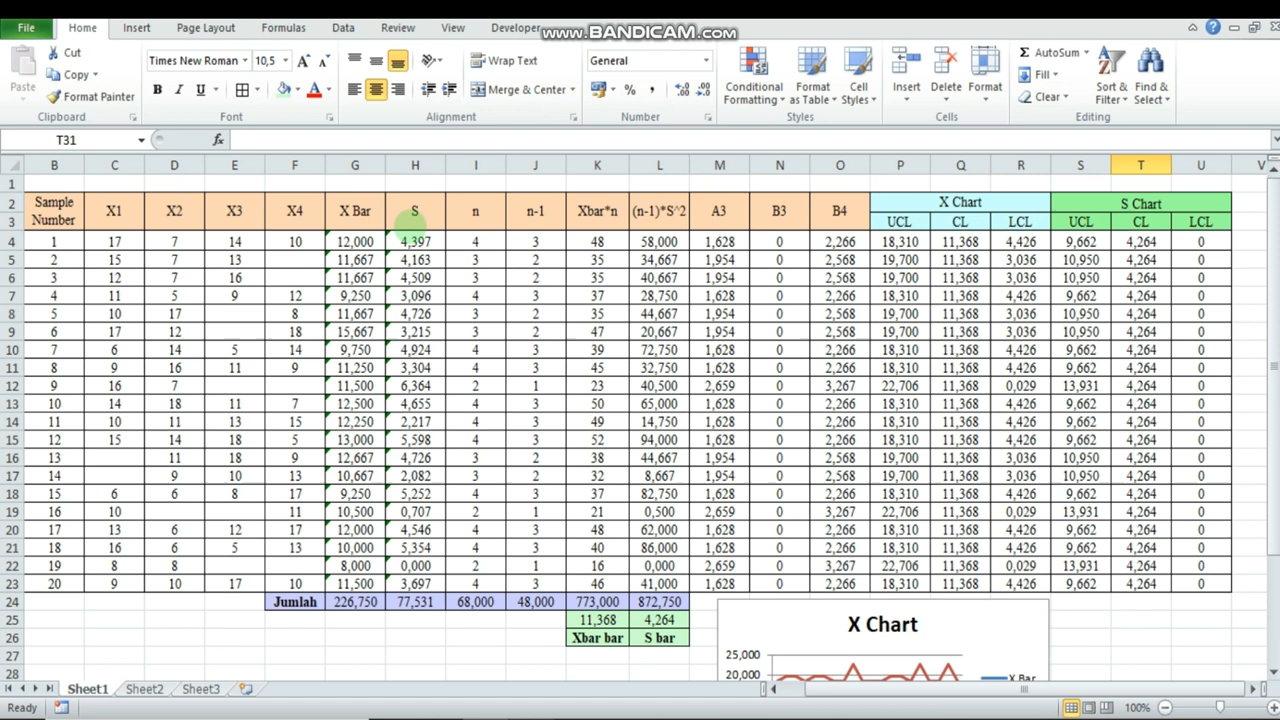 www.BANDICAM.com
File Home Insert Page Layout Formulas Data Review View Developer
Paste Cut Copy Format Painter Clipboard
Times New Roman 10,5 A A B I U A Font
Wrap Text Merge & Center Alignment
General % , Number
Conditional Formatting Format as Table Cell Styles Styles
Insert Delete Format Cells
Σ AutoSum Fill Clear Sort & Filter Find & Select Editing
T31 fx
B C D E F G H I J K L M N O P Q R S T U V
1
2 Sample Number X1 X2 X3 X4 X Bar S n n-1 Xbar*n (n-1)*S^2 A3 B3 B4 X Chart S Chart
3 UCL CL LCL UCL CL LCL
4 1 17 7 14 10 12,000 4,397 4 3 48 58,000 1,628 0 2,266 18,310 11,368 4,426 9,662 4,264 0
5 2 15 7 13 11,667 4,163 3 2 35 34,667 1,954 0 2,568 19,700 11,368 3,036 10,950 4,264 0
6 3 12 7 16 11,667 4,509 3 2 35 40,667 1,954 0 2,568 19,700 11,368 3,036 10,950 4,264 0
7 4 11 5 9 12 9,250 3,096 4 3 37 28,750 1,628 0 2,266 18,310 11,368 4,426 9,662 4,264 0
8 5 10 17 8 11,667 4,726 3 2 35 44,667 1,954 0 2,568 19,700 11,368 3,036 10,950 4,264 0
9 6 17 12 18 15,667 3,215 3 2 47 20,667 1,954 0 2,568 19,700 11,368 3,036 10,950 4,264 0
10 7 6 14 5 14 9,750 4,924 4 3 39 72,750 1,628 0 2,266 18,310 11,368 4,426 9,662 4,264 0
11 8 9 16 11 9 11,250 3,304 4 3 45 32,750 1,628 0 2,266 18,310 11,368 4,426 9,662 4,264 0
12 9 16 7 11,500 6,364 2 1 23 40,500 2,659 0 3,267 22,706 11,368 0,029 13,931 4,264 0
13 10 14 18 11 7 12,500 4,655 4 3 50 65,000 1,628 0 2,266 18,310 11,368 4,426 9,662 4,264 0
14 11 10 11 13 15 12,250 2,217 4 3 49 14,750 1,628 0 2,266 18,310 11,368 4,426 9,662 4,264 0
15 12 15 14 18 5 13,000 5,598 4 3 52 94,000 1,628 0 2,266 18,310 11,368 4,426 9,662 4,264 0
16 13 11 18 9 12,667 4,726 3 2 38 44,667 1,954 0 2,568 19,700 11,368 3,036 10,950 4,264 0
17 14 9 10 13 10,667 2,082 3 2 32 8,667 1,954 0 2,568 19,700 11,368 3,036 10,950 4,264 0
18 15 6 6 8 17 9,250 5,252 4 3 37 82,750 1,628 0 2,266 18,310 11,368 4,426 9,662 4,264 0
19 16 10 11 10,500 0,707 2 1 21 0,500 2,659 0 3,267 22,706 11,368 0,029 13,931 4,264 0
20 17 13 6 12 17 12,000 4,546 4 3 48 62,000 1,628 0 2,266 18,310 11,368 4,426 9,662 4,264 0
21 18 16 6 5 13 10,000 5,354 4 3 40 86,000 1,628 0 2,266 18,310 11,368 4,426 9,662 4,264 0
22 19 8 8 8,000 0,000 2 1 16 0,000 2,659 0 3,267 22,706 11,368 0,029 13,931 4,264 0
23 20 9 10 17 10 11,500 3,697 4 3 46 41,000 1,628 0 2,266 18,310 11,368 4,426 9,662 4,264 0
24 Jumlah 226,750 77,531 68,000 48,000 773,000 872,750
25 11,368 4,264
26 Xbar bar S bar
27
28
X Chart
25,000
20,000
X Bar
Sheet1 Sheet2 Sheet3
Ready 100%